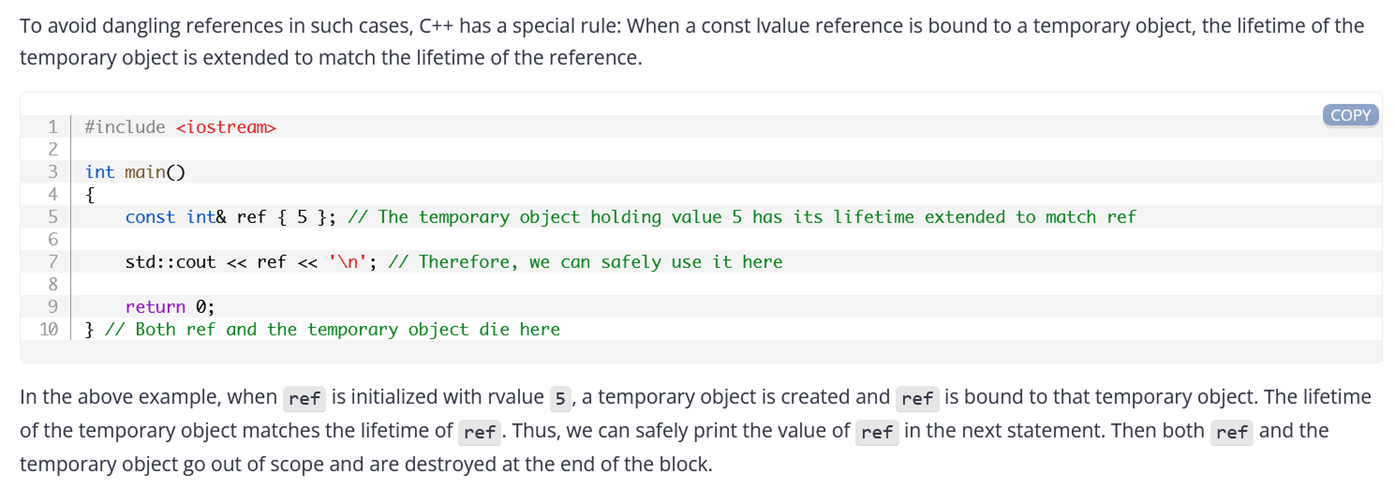 To avoid dangling references in such cases, C++ has a special rule: When a const lvalue reference is bound to a temporary object, the lifetime of the
temporary object is extended to match the lifetime of the reference.
COPY
1 #include <iostream>
2
3 int main()
4 {
5     const int& ref { 5 }; // The temporary object holding value 5 has its lifetime extended to match ref
6
7     std::cout << ref << '\n'; // Therefore, we can safely use it here
8
9     return 0;
10 } // Both ref and the temporary object die here
In the above example, when ref is initialized with rvalue 5, a temporary object is created and ref is bound to that temporary object. The lifetime
of the temporary object matches the lifetime of ref. Thus, we can safely print the value of ref in the next statement. Then both ref and the
temporary object go out of scope and are destroyed at the end of the block.